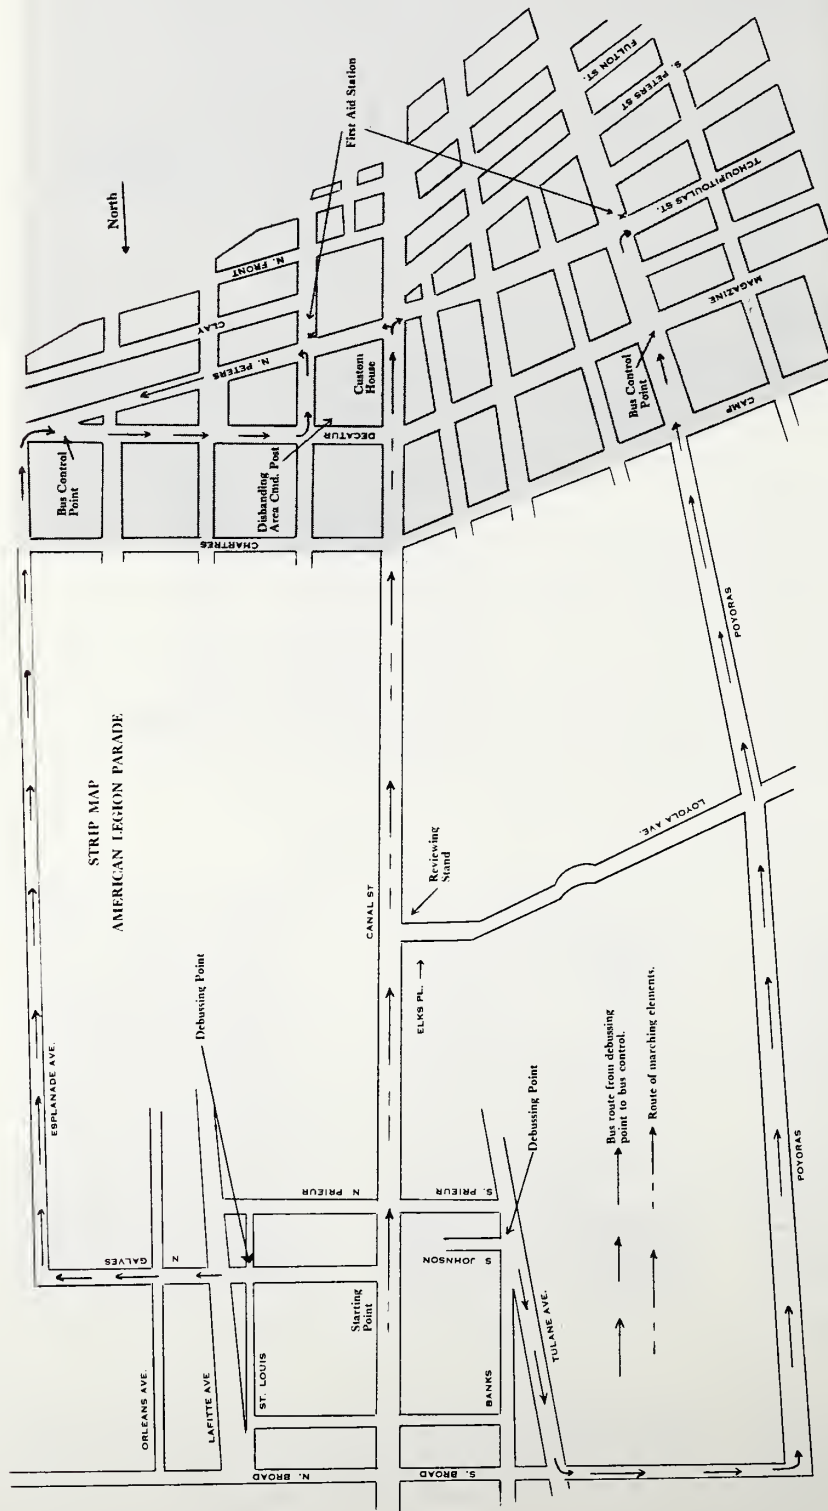 STRIP MAP
AMERICAN LEGION PARADE
North
First Aid Station
FULTON ST.
S. PETERS ST
TCHOUPITOULAS ST.
MAGAZINE
CAMP
N. FRONT
CLAY
N. PETERS
DECATUR
CHARTRES
Custom
House
Bus Control
Point
Disbanding
Area Cmd. Post
Bus Control
Point
ESPLANADE AVE.
CANAL ST
POYORAS
LOYOLA AVE.
Reviewing
Stand
ELKS PL.
Debussing Point
Debussing Point
N PRIEUR
S. PRIEUR
GALVES
N
S JOHNSON
Starting
Point
ORLEANS AVE.
LAFITTE AVE
ST. LOUIS
BANKS
TULANE AVE.
N. BROAD
S. BROAD
POYORAS
Bus route from debussing
point to bus control.
Route of marching elements.